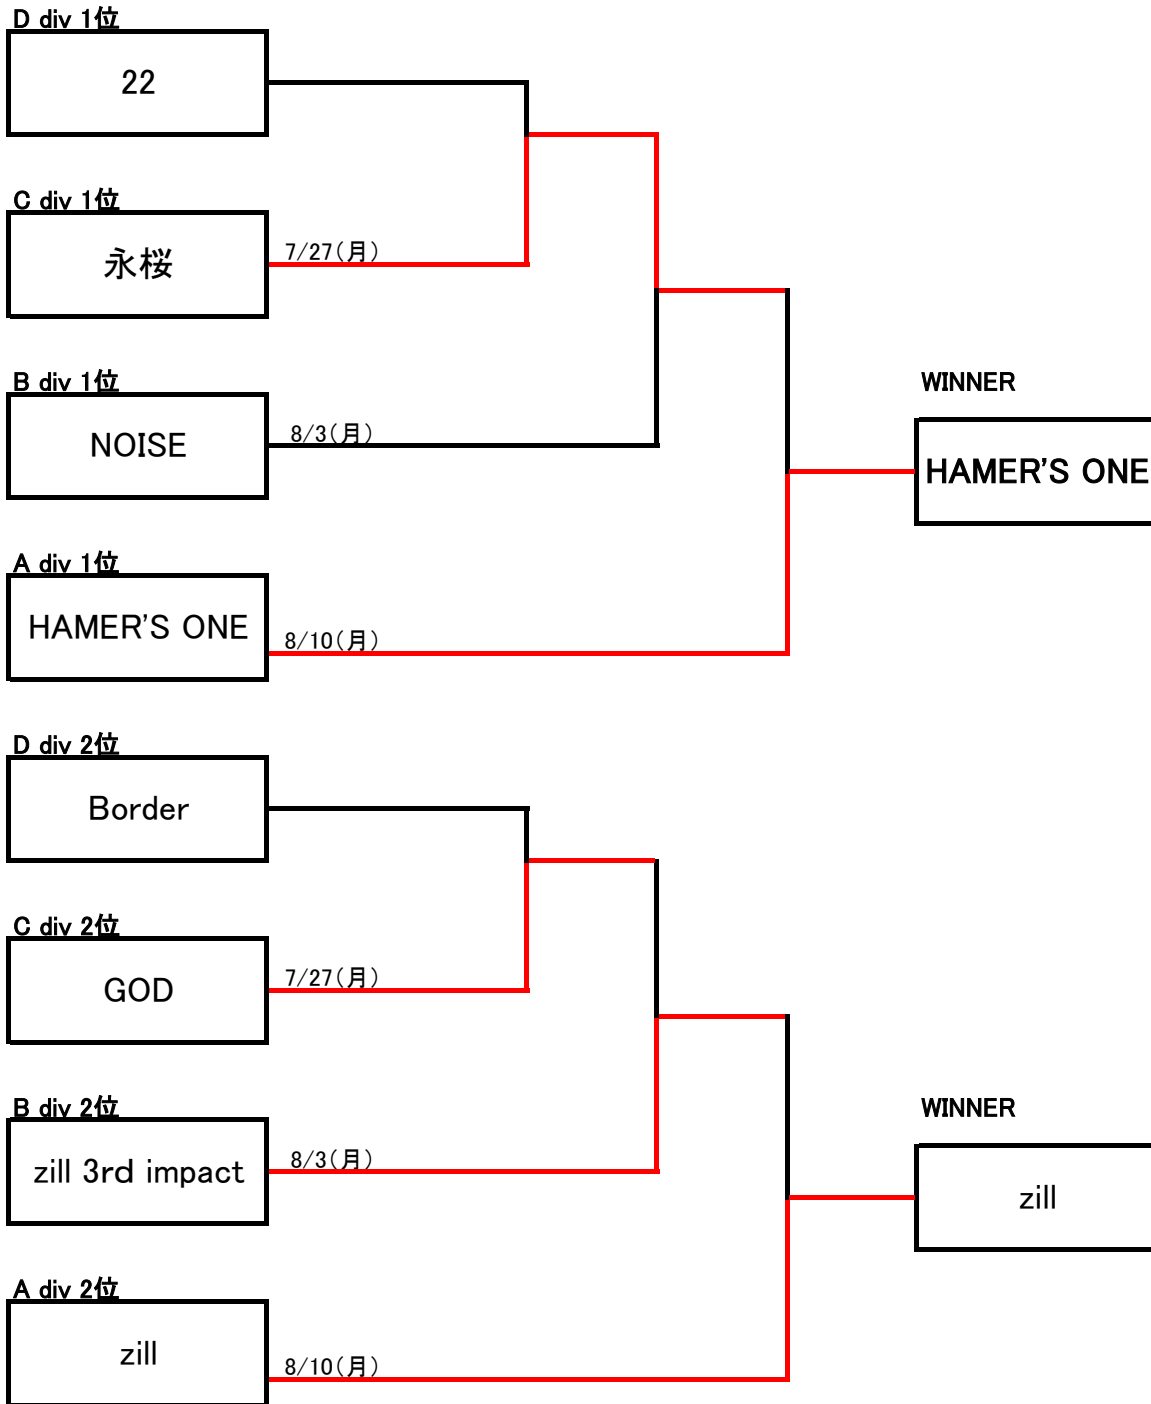 D div 1位
22
C div 1位
永桜
7/27(月)
B div 1位
NOISE
8/3(月)
WINNER
HAMER'S ONE
A div 1位
HAMER'S ONE
8/10(月)
D div 2位
Border
C div 2位
GOD
7/27(月)
B div 2位
zill 3rd impact
8/3(月)
WINNER
zill
A div 2位
zill
8/10(月)